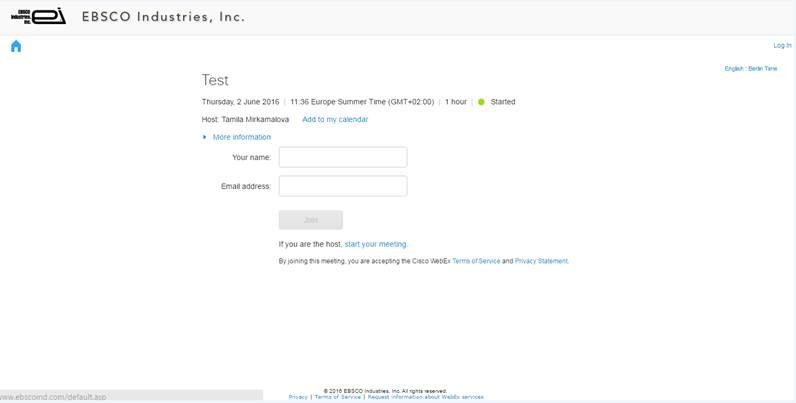 EBSCO
Industries,
Inc.
EBSCO Industries, Inc.
Log In
English : Berlin Time
Test
Thursday, 2 June 2016 | 11:36 Europe Summer Time (GMT+02:00) | 1 hour | Started
Host: Tamila Mirkamalova Add to my calendar
More information
Your name:
Email address:
Join
If you are the host, start your meeting.
By joining this meeting, you are accepting the Cisco WebEx Terms of Service and Privacy Statement.
© 2016 EBSCO Industries, Inc. All rights reserved.
Privacy | Terms of Service | Request information about WebEx services
ww.ebscoind.com/default.asp